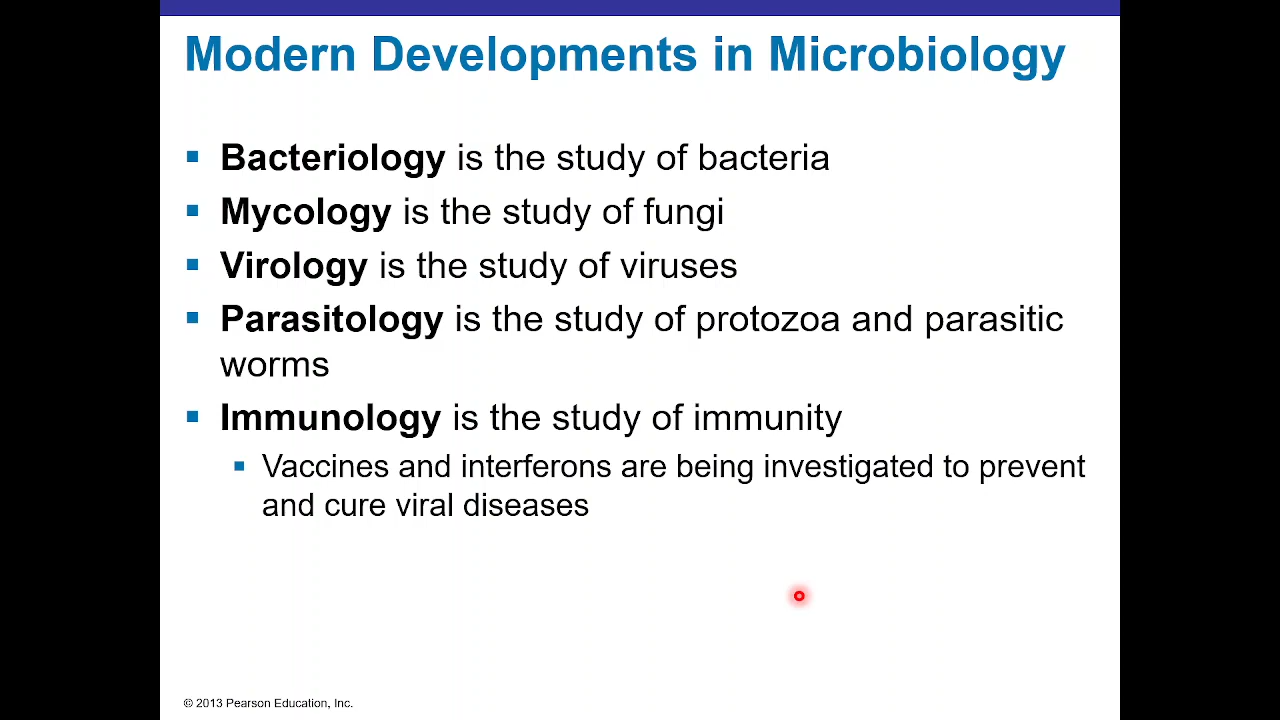 Modern Developments in Microbiology
Bacteriology is the study of bacteria
Mycology is the study of fungi
Virology is the study of viruses
Parasitology is the study of protozoa and parasitic
worms
Immunology is the study of immunity
Vaccines and interferons are being investigated to prevent
and cure viral diseases
© 2013 Pearson Education, Inc.